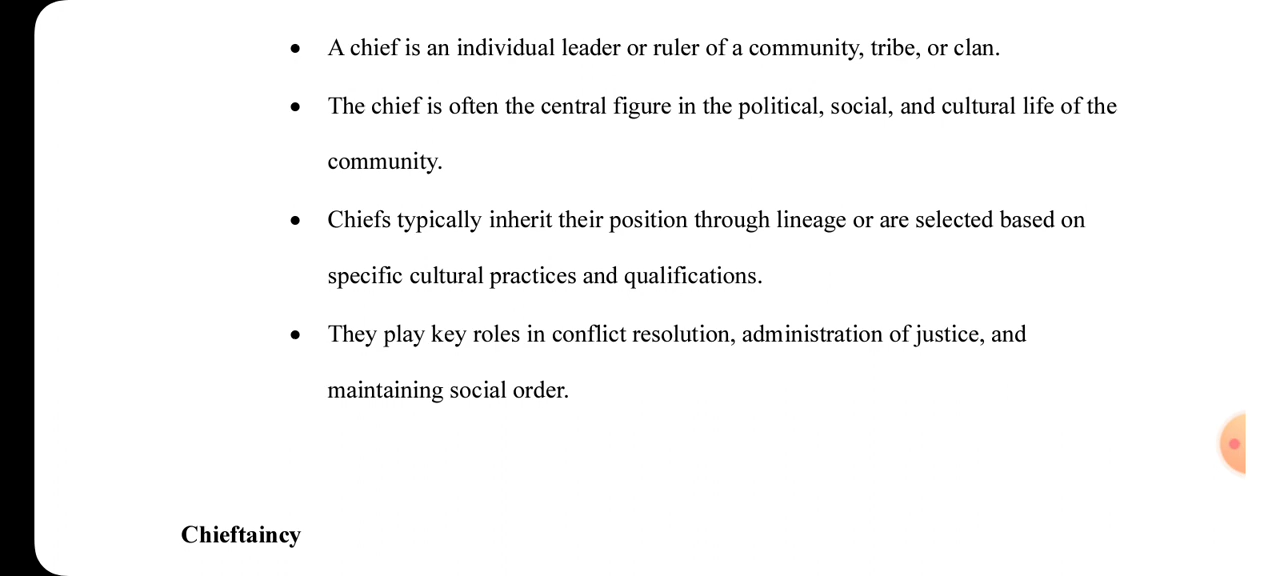 • A chief is an individual leader or ruler of a community, tribe, or clan.
• The chief is often the central figure in the political, social, and cultural life of the
community.
• Chiefs typically inherit their position through lineage or are selected based on
specific cultural practices and qualifications.
• They play key roles in conflict resolution, administration of justice, and
maintaining social order.
Chieftaincy